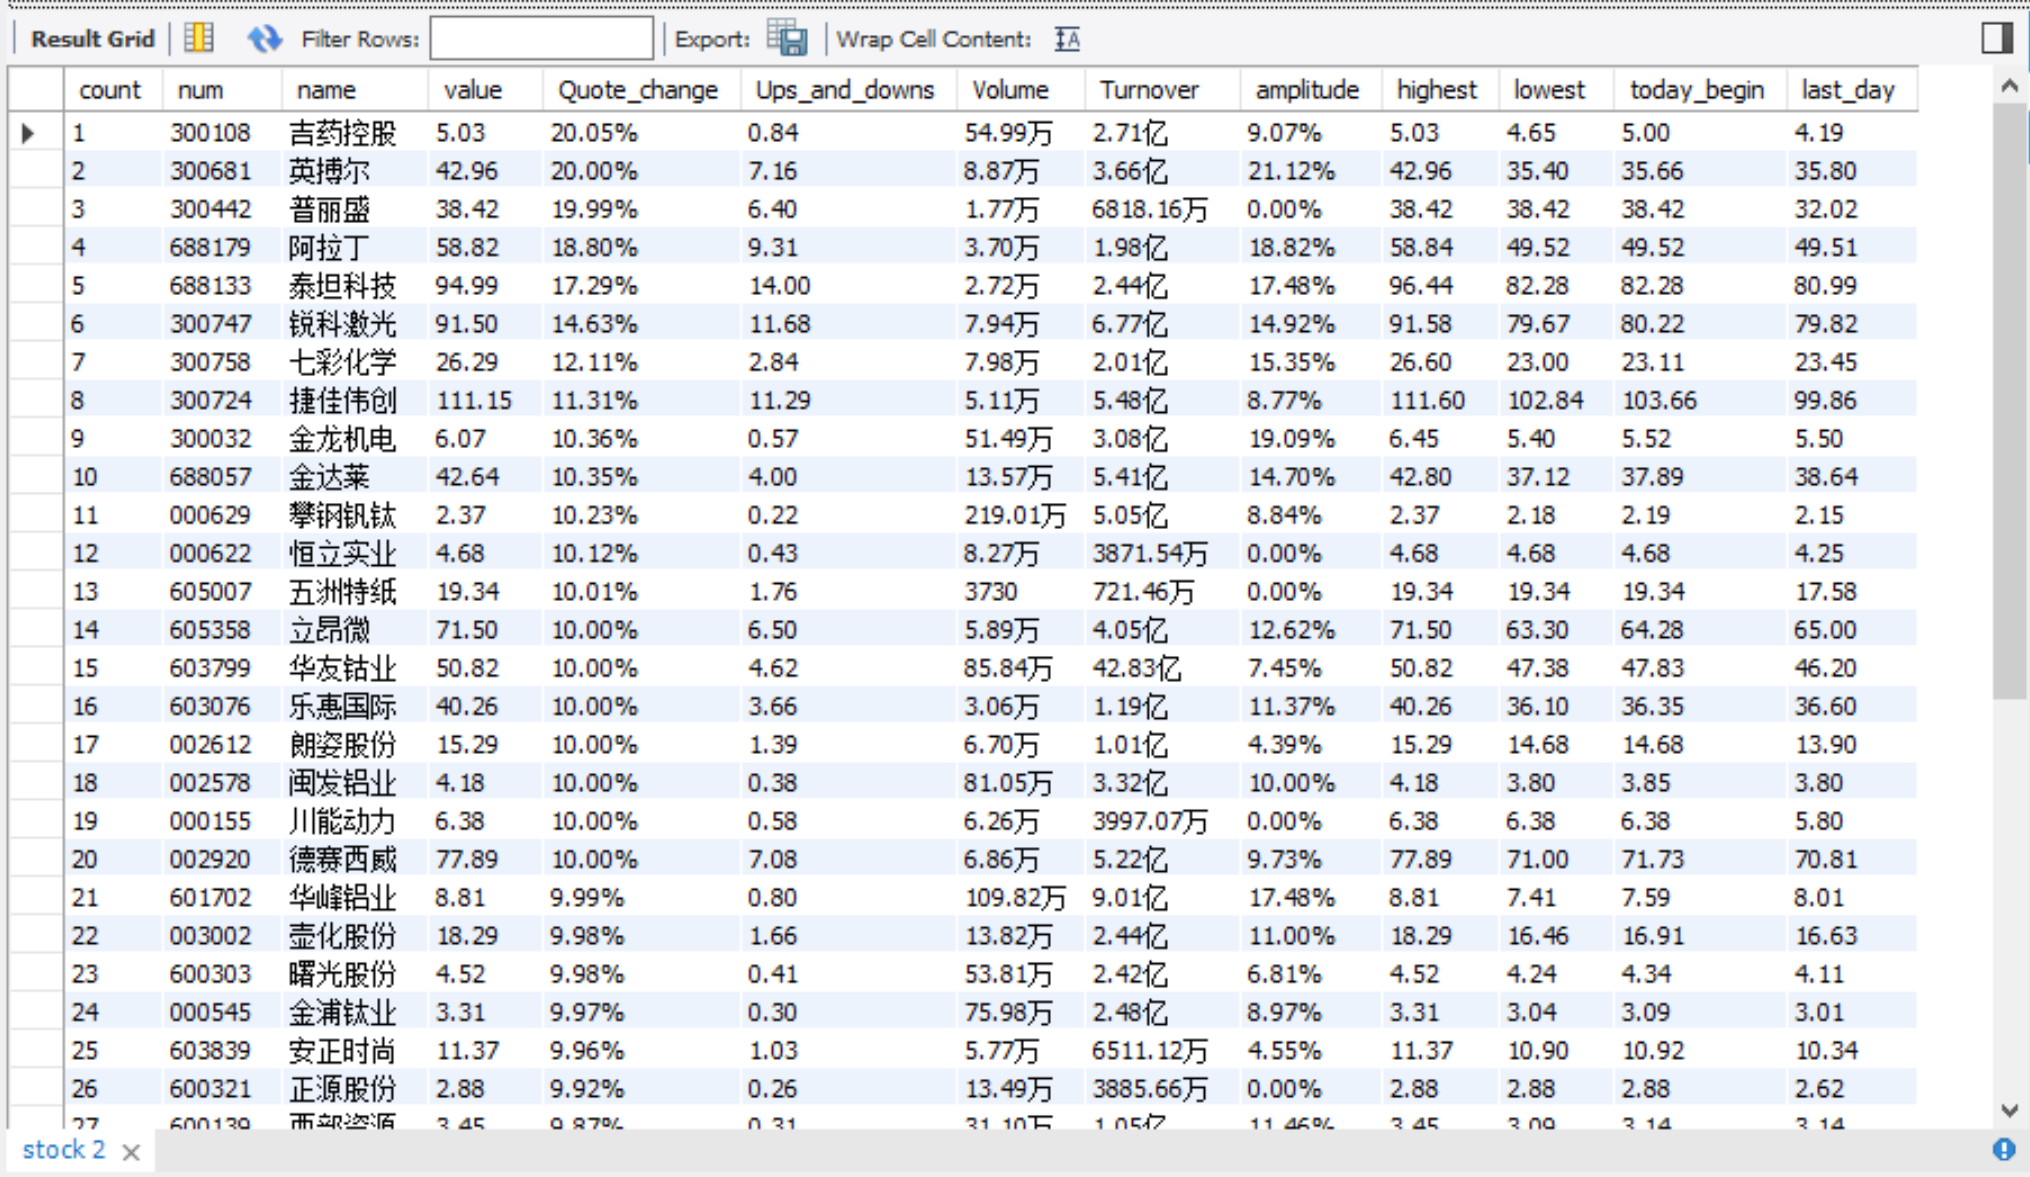 Result Grid Filter Rows: Export: Wrap Cell Content:
count num name value Quote_change Ups_and_downs Volume Turnover amplitude highest lowest today_begin last_day
1 300108 吉药控股 5.03 20.05% 0.84 54.99万 2.71亿 9.07% 5.03 4.65 5.00 4.19
2 300681 英搏尔 42.96 20.00% 7.16 8.87万 3.66亿 21.12% 42.96 35.40 35.66 35.80
3 300442 普丽盛 38.42 19.99% 6.40 1.77万 6818.16万 0.00% 38.42 38.42 38.42 32.02
4 688179 阿拉丁 58.82 18.80% 9.31 3.70万 1.98亿 18.82% 58.84 49.52 49.52 49.51
5 688133 泰坦科技 94.99 17.29% 14.00 2.72万 2.44亿 17.48% 96.44 82.28 82.28 80.99
6 300747 锐科激光 91.50 14.63% 11.68 7.94万 6.77亿 14.92% 91.58 79.67 80.22 79.82
7 300758 七彩化学 26.29 12.11% 2.84 7.98万 2.01亿 15.35% 26.60 23.00 23.11 23.45
8 300724 捷佳伟创 111.15 11.31% 11.29 5.11万 5.48亿 8.77% 111.60 102.84 103.66 99.86
9 300032 金龙机电 6.07 10.36% 0.57 51.49万 3.08亿 19.09% 6.45 5.40 5.52 5.50
10 688057 金达莱 42.64 10.35% 4.00 13.57万 5.41亿 14.70% 42.80 37.12 37.89 38.64
11 000629 攀钢钒钛 2.37 10.23% 0.22 219.01万 5.05亿 8.84% 2.37 2.18 2.19 2.15
12 000622 恒立实业 4.68 10.12% 0.43 8.27万 3871.54万 0.00% 4.68 4.68 4.68 4.25
13 605007 五洲特纸 19.34 10.01% 1.76 3730 721.46万 0.00% 19.34 19.34 19.34 17.58
14 605358 立昂微 71.50 10.00% 6.50 5.89万 4.05亿 12.62% 71.50 63.30 64.28 65.00
15 603799 华友钴业 50.82 10.00% 4.62 85.84万 42.83亿 7.45% 50.82 47.38 47.83 46.20
16 603076 乐惠国际 40.26 10.00% 3.66 3.06万 1.19亿 11.37% 40.26 36.10 36.35 36.60
17 002612 朗姿股份 15.29 10.00% 1.39 6.70万 1.01亿 4.39% 15.29 14.68 14.68 13.90
18 002578 闽发铝业 4.18 10.00% 0.38 81.05万 3.32亿 10.00% 4.18 3.80 3.85 3.80
19 000155 川能动力 6.38 10.00% 0.58 6.26万 3997.07万 0.00% 6.38 6.38 6.38 5.80
20 002920 德赛西威 77.89 10.00% 7.08 6.86万 5.22亿 9.73% 77.89 71.00 71.73 70.81
21 601702 华峰铝业 8.81 9.99% 0.80 109.82万 9.01亿 17.48% 8.81 7.41 7.59 8.01
22 003002 壶化股份 18.29 9.98% 1.66 13.82万 2.44亿 11.00% 18.29 16.46 16.91 16.63
23 600303 曙光股份 4.52 9.98% 0.41 53.81万 2.42亿 6.81% 4.52 4.24 4.34 4.11
24 000545 金浦钛业 3.31 9.97% 0.30 75.98万 2.48亿 8.97% 3.31 3.04 3.09 3.01
25 603839 安正时尚 11.37 9.96% 1.03 5.77万 6511.12万 4.55% 11.37 10.90 10.92 10.34
26 600321 正源股份 2.88 9.92% 0.26 13.49万 3885.66万 0.00% 2.88 2.88 2.88 2.62
27 600139 西部资源 3.45 9.87% 0.31 31.10万 1.05亿 11.46% 3.45 3.09 3.14 3.14
stock 2